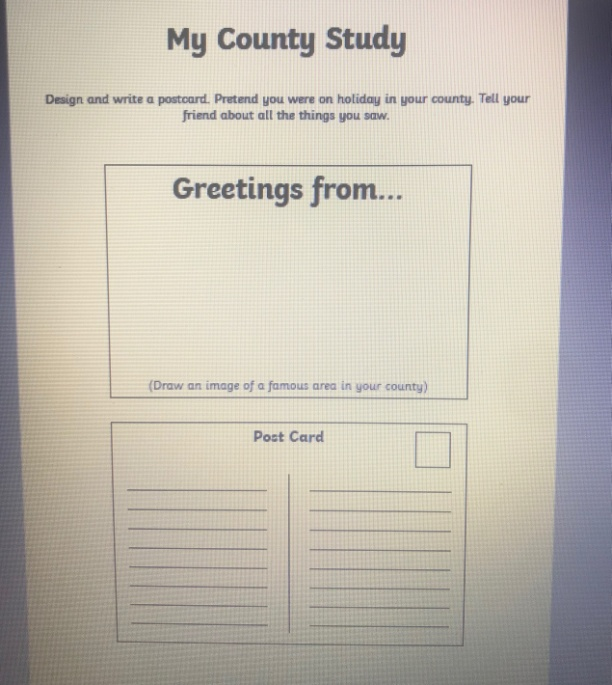 My County Study
Design and write a postcard. Pretend you were on holiday in your county. Tell your
friend about all the things you saw.
Greetings from...
(Draw an image of a famous area in your county)
Post Card